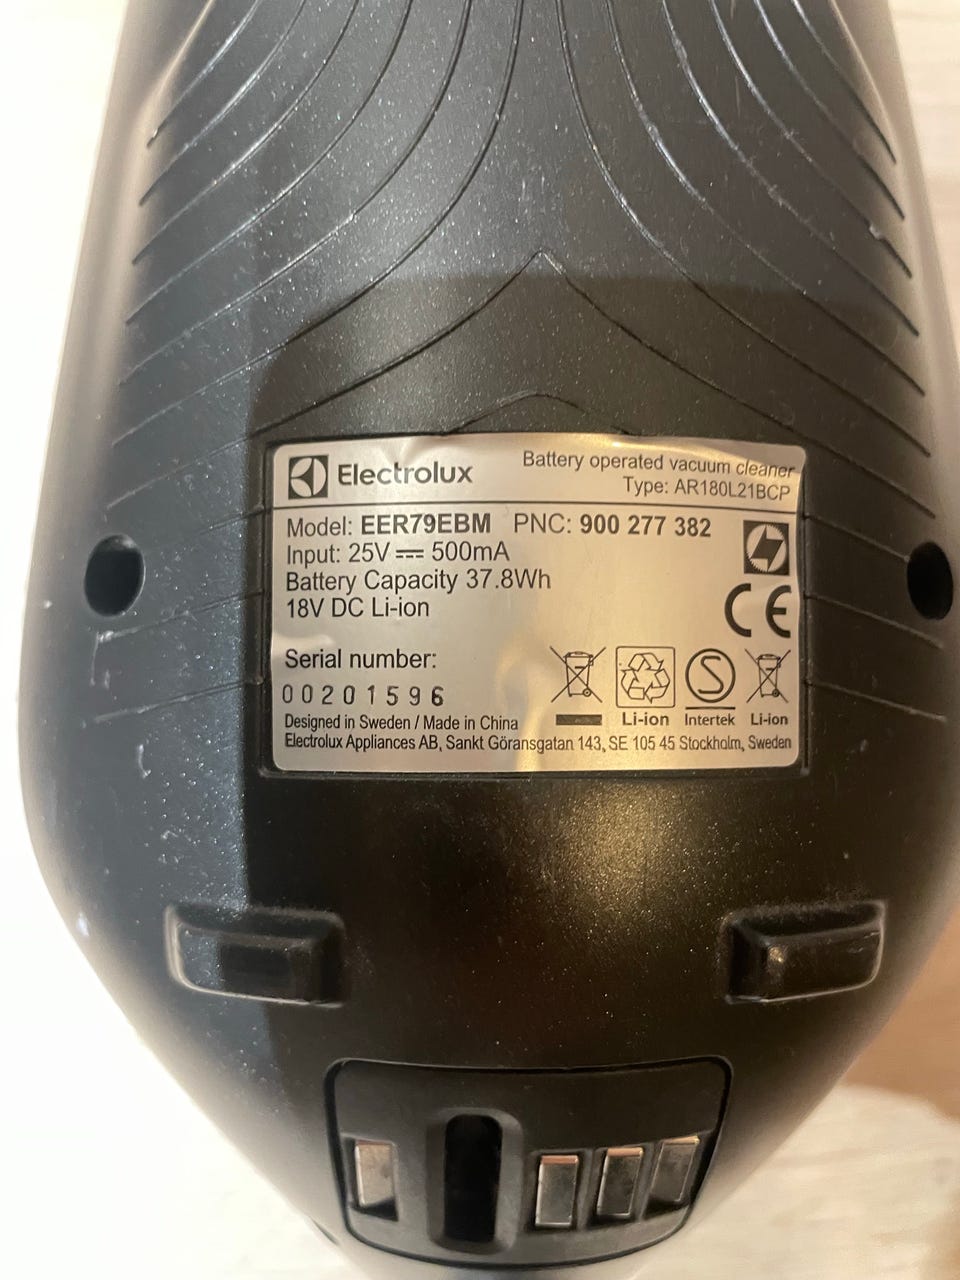 Electrolux
Battery operated vacuum cleaner
Type: AR180L21BCP
Model: EER79EBM PNC: 900 277 382
Input: 25V ⎓ 500mA
Battery Capacity 37.8Wh
18V DC Li-ion
CE
Serial number:
00201596
S
Li-ion Intertek Li-ion
Designed in Sweden / Made in China
Electrolux Appliances AB, Sankt Göransgatan 143, SE 105 45 Stockholm, Sweden